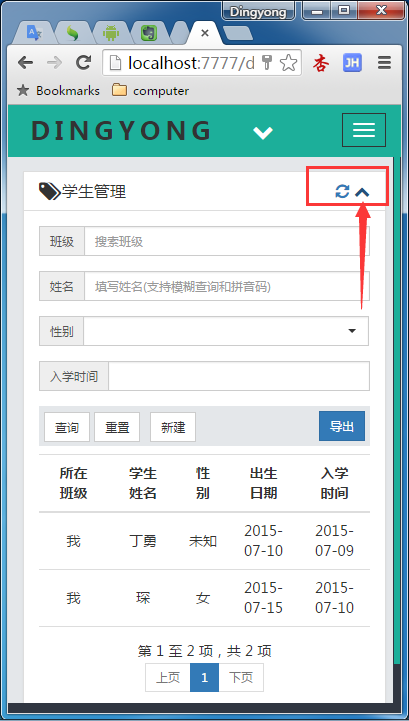 Dingyong
localhost:7777/d
JH
Bookmarks computer
DINGYONG
学生管理
班级 搜索班级
姓名 填写姓名(支持模糊查询和拼音码)
性别
入学时间
查询 重置 新建 导出
所在班级 学生姓名 性别 出生日期 入学时间
我 丁勇 未知 2015-07-10 2015-07-09
我 琛 女 2015-07-15 2015-07-10
第 1 至 2 项，共 2 项
上页 1 下页